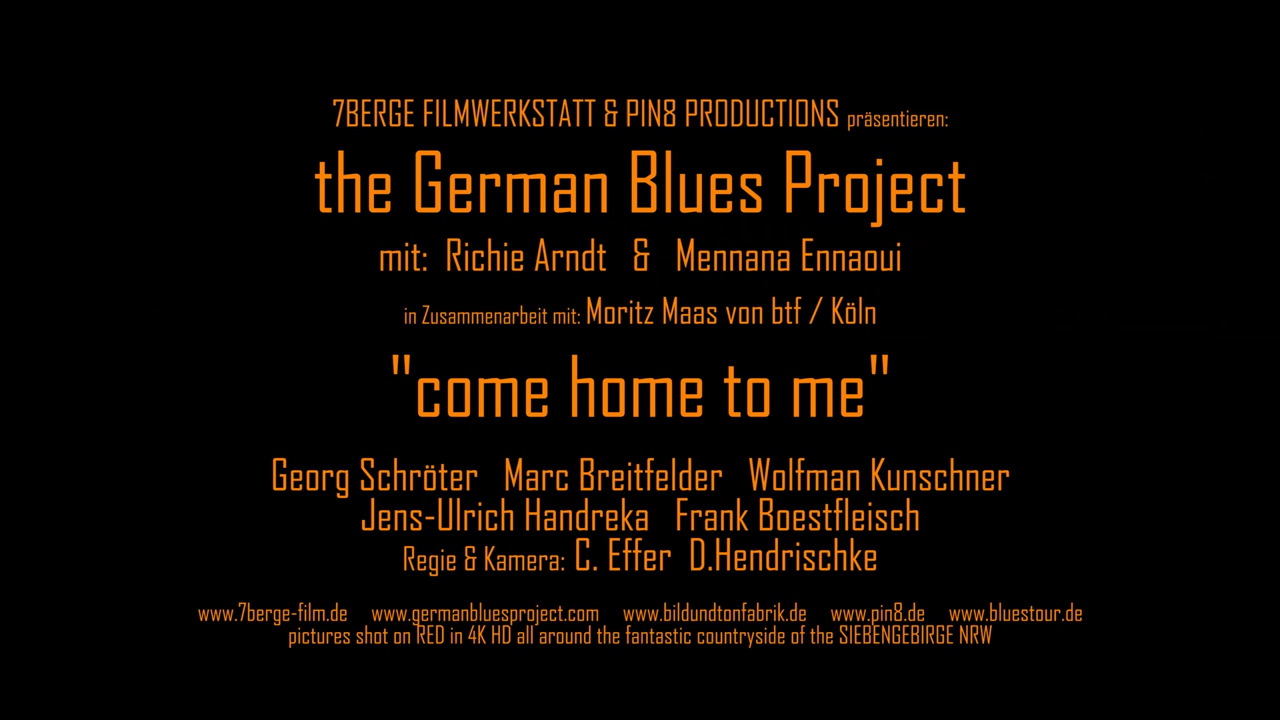 7BERGE FILMWERKSTATT & PIN8 PRODUCTIONS präsentieren:
the German Blues Project
mit: Richie Arndt & Mennana Ennaoui
in Zusammenarbeit mit: Moritz Maas von btf / Köln
"come home to me"
Georg Schröter Marc Breitfelder Wolfman Kunschner
Jens-Ulrich Handreka Frank Boestfleisch
Regie & Kamera: C. Effer D.Hendrischke
www.7berge-film.de www.germanbluesproject.com www.bildundtonfabrik.de www.pin8.de www.bluestour.de
pictures shot on RED in 4K HD all around the fantastic countryside of the SIEBENGEBIRGE NRW